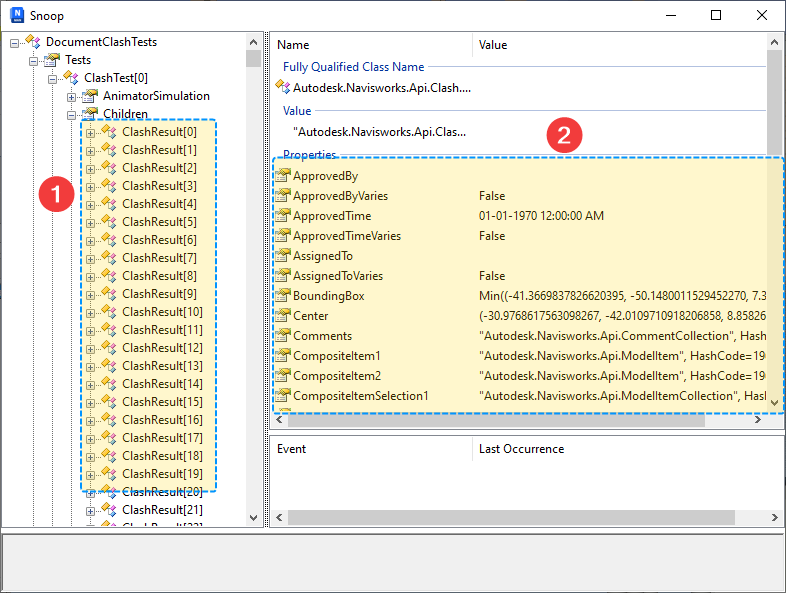 Snoop
DocumentClashTests
Tests
ClashTest[0]
AnimatorSimulation
Children
1
ClashResult[0]
ClashResult[1]
ClashResult[2]
ClashResult[3]
ClashResult[4]
ClashResult[5]
ClashResult[6]
ClashResult[7]
ClashResult[8]
ClashResult[9]
ClashResult[10]
ClashResult[11]
ClashResult[12]
ClashResult[13]
ClashResult[14]
ClashResult[15]
ClashResult[16]
ClashResult[17]
ClashResult[18]
ClashResult[19]
ClashResult[20]
ClashResult[21]
ClashResult[22]
Name Value
Fully Qualified Class Name
Autodesk.Navisworks.Api.Clash....
Value
"Autodesk.Navisworks.Api.Clas...
2
Properties
ApprovedBy
ApprovedByVaries False
ApprovedTime 01-01-1970 12:00:00 AM
ApprovedTimeVaries False
AssignedTo
AssignedToVaries False
BoundingBox Min((-41.3669837826620395, -50.1480011529452270, 7.3
Center (-30.9768617563098267, -42.0109710918206858, 8.85826
Comments "Autodesk.Navisworks.Api.CommentCollection", Hash
CompositeItem1 "Autodesk.Navisworks.Api.ModelItem", HashCode=19
CompositeItem2 "Autodesk.Navisworks.Api.ModelItem", HashCode=19
CompositeItemSelection1 "Autodesk.Navisworks.Api.ModelItemCollection", Hash
Event Last Occurrence